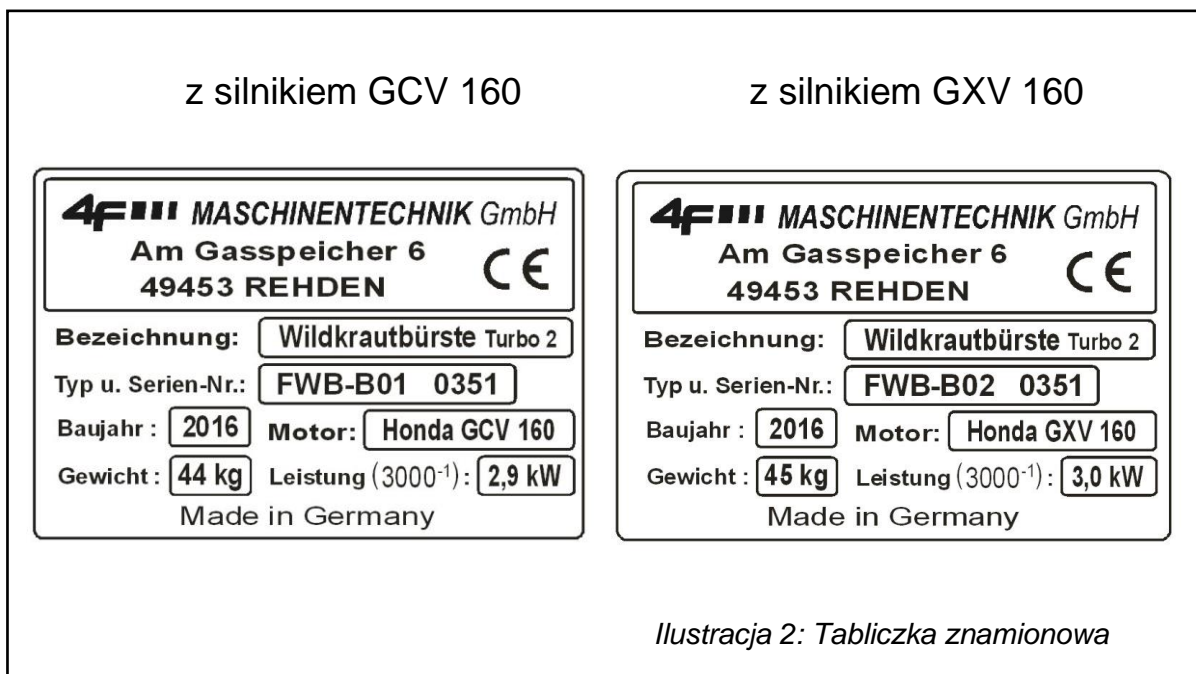 z silnikiem GCV 160
4F MASCHINENTECHNIK GmbH
Am Gasspeicher 6
49453 REHDEN
CE
Bezeichnung: Wildkrautbürste Turbo 2
Typ u. Serien-Nr.: FWB-B01 0351
Baujahr : 2016 Motor: Honda GCV 160
Gewicht : 44 kg Leistung (3000⁻¹) : 2,9 kW
Made in Germany
z silnikiem GXV 160
4F MASCHINENTECHNIK GmbH
Am Gasspeicher 6
49453 REHDEN
CE
Bezeichnung: Wildkrautbürste Turbo 2
Typ u. Serien-Nr.: FWB-B02 0351
Baujahr : 2016 Motor: Honda GXV 160
Gewicht : 45 kg Leistung (3000⁻¹) : 3,0 kW
Made in Germany
Ilustracja 2: Tabliczka znamionowa